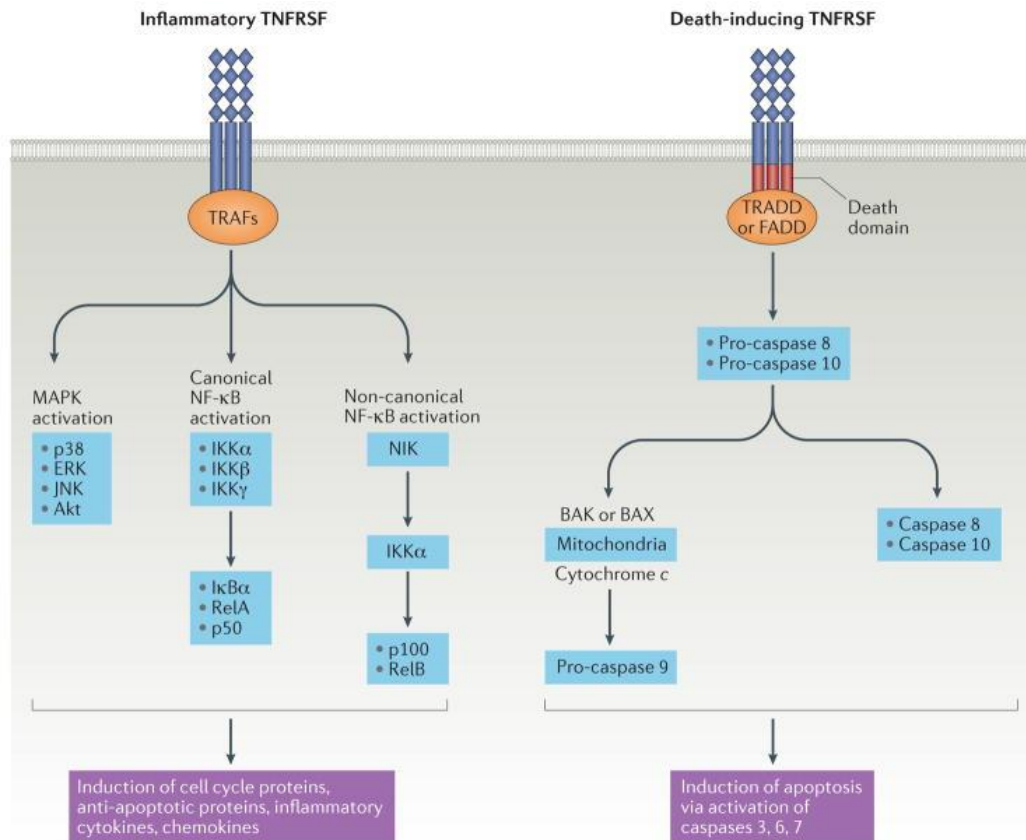 Inflammatory TNFRSF
TRAFs
MAPK
activation
• p38
• ERK
• JNK
• Akt
Canonical
NF-κB
activation
• IKKα
• IKKβ
• IKKγ
• IκBα
• RelA
• p50
Non-canonical
NF-κB activation
NIK
IKKα
• p100
• RelB
Induction of cell cycle proteins,
anti-apoptotic proteins, inflammatory
cytokines, chemokines
Death-inducing TNFRSF
TRADD
or FADD
Death
domain
• Pro-caspase 8
• Pro-caspase 10
BAK or BAX
Mitochondria
Cytochrome c
Pro-caspase 9
• Caspase 8
• Caspase 10
Induction of apoptosis
via activation of
caspases 3, 6, 7